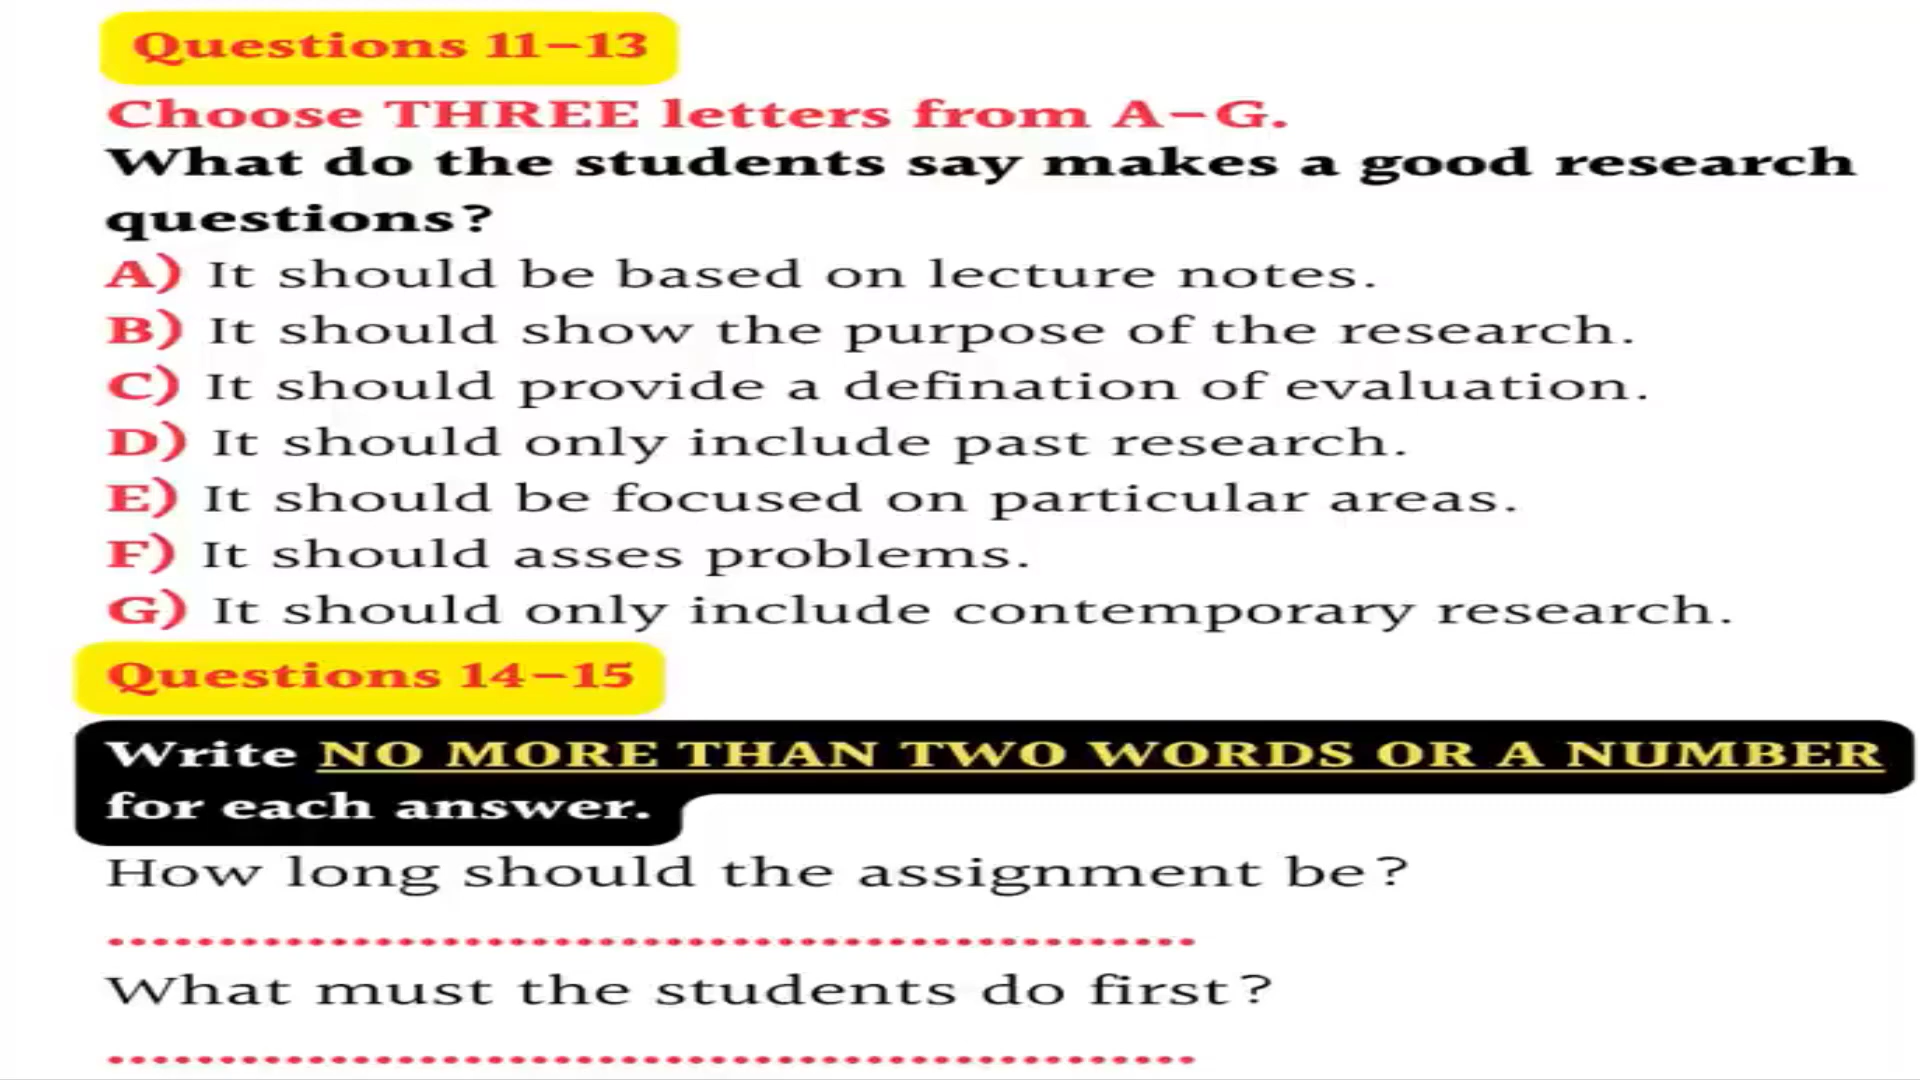 Questions 11–13
Choose THREE letters from A–G.
What do the students say makes a good research
questions?
A) It should be based on lecture notes.
B) It should show the purpose of the research.
C) It should provide a defination of evaluation.
D) It should only include past research.
E) It should be focused on particular areas.
F) It should asses problems.
G) It should only include contemporary research.
Questions 14–15
Write NO MORE THAN TWO WORDS OR A NUMBER
for each answer.
How long should the assignment be?
What must the students do first?